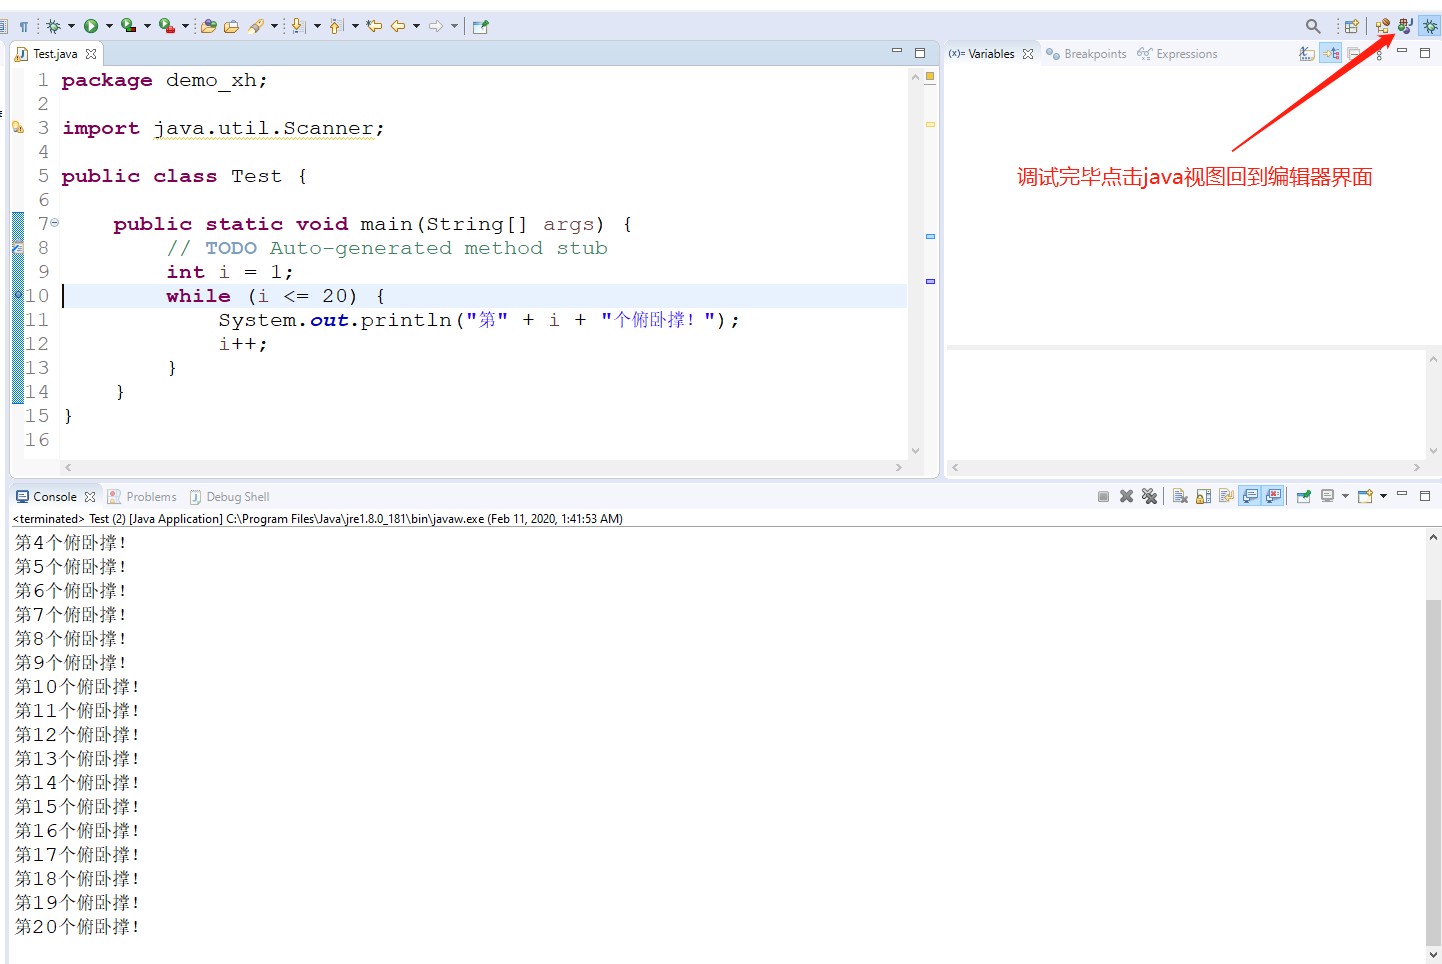 Test.java
1 package demo_xh;
2
3 import java.util.Scanner;
4
5 public class Test {
6
7 public static void main(String[] args) {
8 // TODO Auto-generated method stub
9 int i = 1;
10 while (i <= 20) {
11 System.out.println("第" + i + "个俯卧撑！");
12 i++;
13 }
14 }
15 }
16
(x)= Variables Breakpoints Expressions
调试完毕点击java视图回到编辑器界面
Console Problems Debug Shell
<terminated> Test (2) [Java Application] C:\Program Files\Java\jre1.8.0_181\bin\javaw.exe (Feb 11, 2020, 1:41:53 AM)
第4个俯卧撑！
第5个俯卧撑！
第6个俯卧撑！
第7个俯卧撑！
第8个俯卧撑！
第9个俯卧撑！
第10个俯卧撑！
第11个俯卧撑！
第12个俯卧撑！
第13个俯卧撑！
第14个俯卧撑！
第15个俯卧撑！
第16个俯卧撑！
第17个俯卧撑！
第18个俯卧撑！
第19个俯卧撑！
第20个俯卧撑！